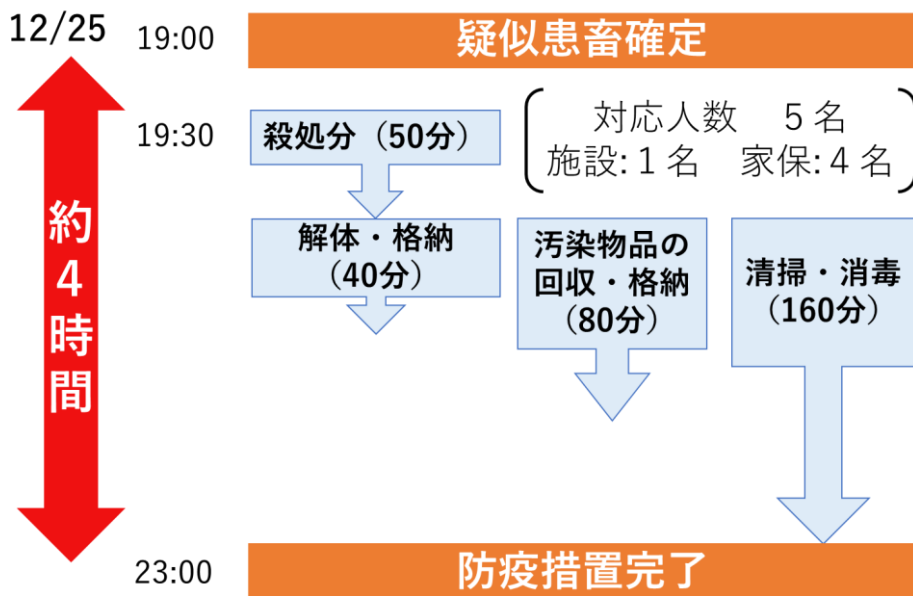 12/25
19:00
疑似患畜確定
19:30
殺処分（50分）
対応人数　5名
施設:1名　家保:4名
約4時間
解体・格納
（40分）
汚染物品の
回収・格納
（80分）
清掃・消毒
（160分）
23:00
防疫措置完了